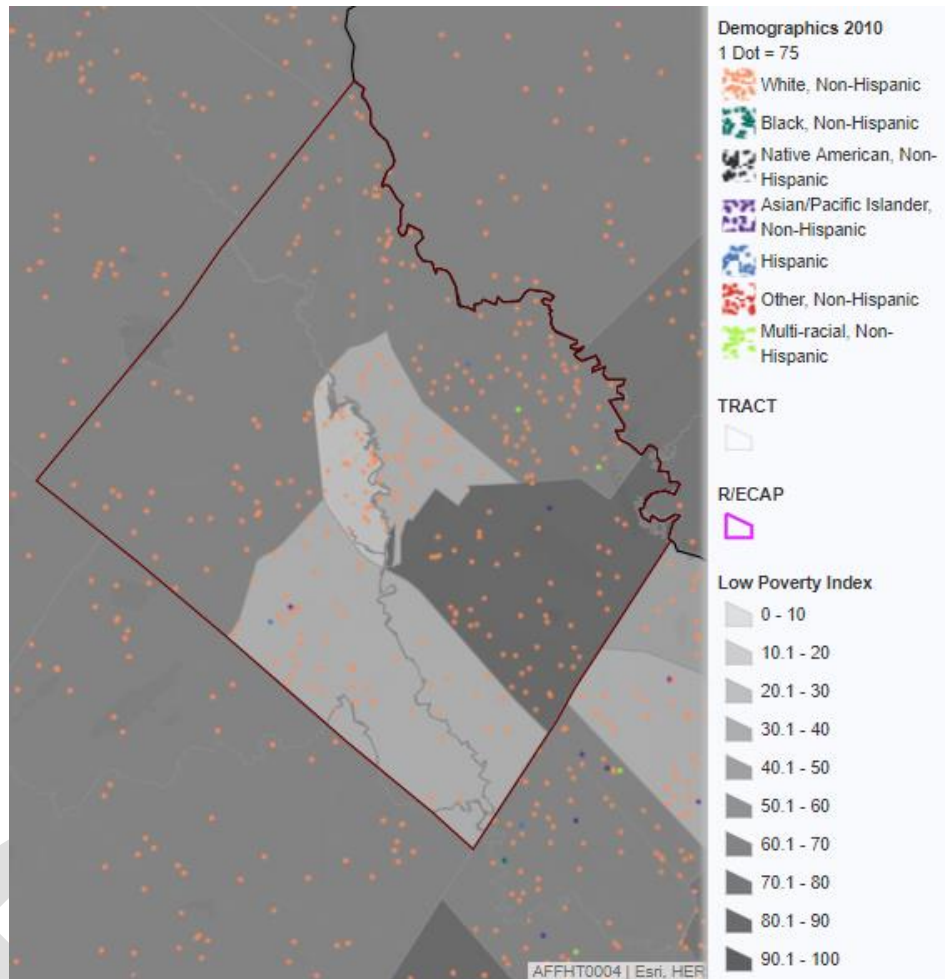 Demographics 2010
1 Dot = 75
White, Non-Hispanic
Black, Non-Hispanic
Native American, Non-
Hispanic
Asian/Pacific Islander,
Non-Hispanic
Hispanic
Other, Non-Hispanic
Multi-racial, Non-
Hispanic
TRACT
R/ECAP
Low Poverty Index
0 - 10
10.1 - 20
20.1 - 30
30.1 - 40
40.1 - 50
50.1 - 60
60.1 - 70
70.1 - 80
80.1 - 90
90.1 - 100
AFFHT0004 | Esri, HER